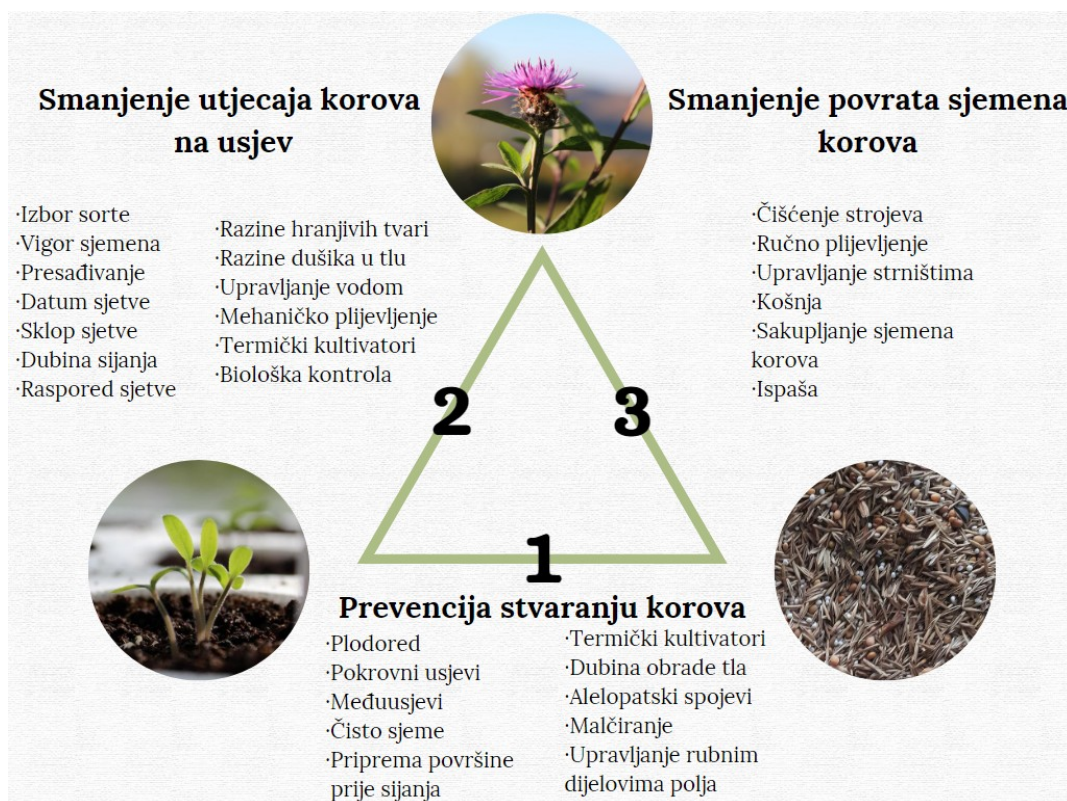 Smanjenje utjecaja korova
na usjev
·Izbor sorte
·Vigor sjemena
·Presađivanje
·Datum sjetve
·Sklop sjetve
·Dubina sijanja
·Raspored sjetve
·Razine hranjivih tvari
·Razine dušika u tlu
·Upravljanje vodom
·Mehaničko plijevljenje
·Termički kultivatori
·Biološka kontrola
Smanjenje povrata sjemena
korova
·Čišćenje strojeva
·Ručno plijevljenje
·Upravljanje strništima
·Košnja
·Sakupljanje sjemena
korova
·Ispaša
2
3
1
Prevencija stvaranju korova
·Plodored
·Pokrovni usjevi
·Međuusjevi
·Čisto sjeme
·Priprema površine
prije sijanja
·Termički kultivatori
·Dubina obrade tla
·Alelopatski spojevi
·Malčiranje
·Upravljanje rubnim
dijelovima polja